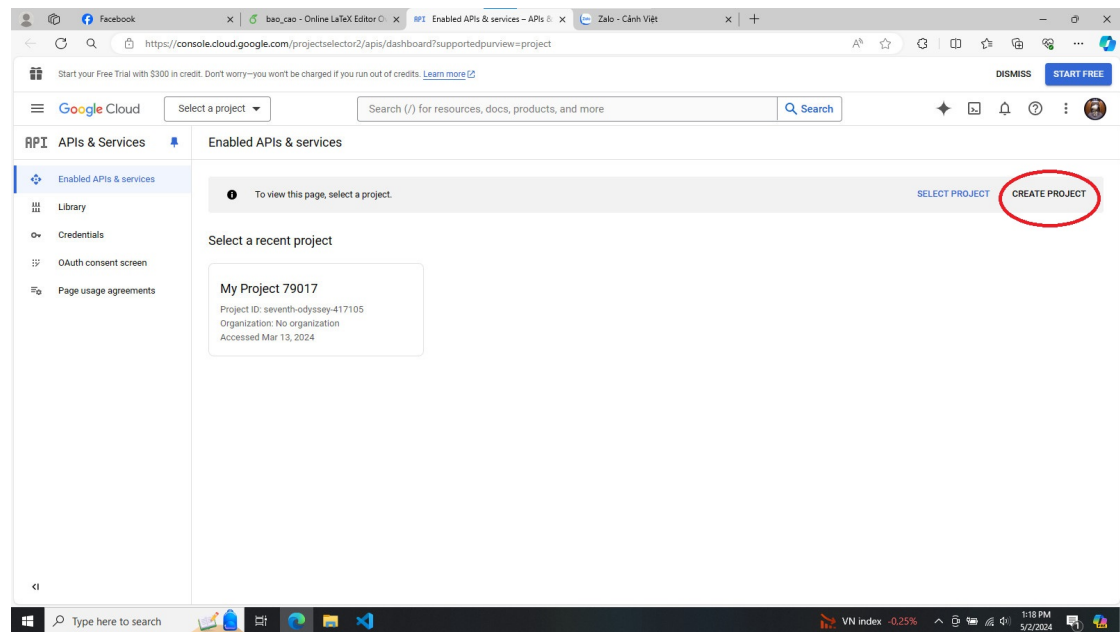 Facebook
bao_cao - Online LaTeX Editor O
API Enabled APIs & services – APIs &
Zalo - Cảnh Việt
https://console.cloud.google.com/projectselector2/apis/dashboard?supportedpurview=project
Start your Free Trial with $300 in credit. Don't worry—you won't be charged if you run out of credits. Learn more
DISMISS
START FREE
Google Cloud
Select a project
Search (/) for resources, docs, products, and more
Search
API APIs & Services
Enabled APIs & services
Enabled APIs & services
Library
Credentials
OAuth consent screen
Page usage agreements
To view this page, select a project.
SELECT PROJECT
CREATE PROJECT
Select a recent project
My Project 79017
Project ID: seventh-odyssey-417105
Organization: No organization
Accessed Mar 13, 2024
Type here to search
VN index -0.25%
1:18 PM
5/2/2024